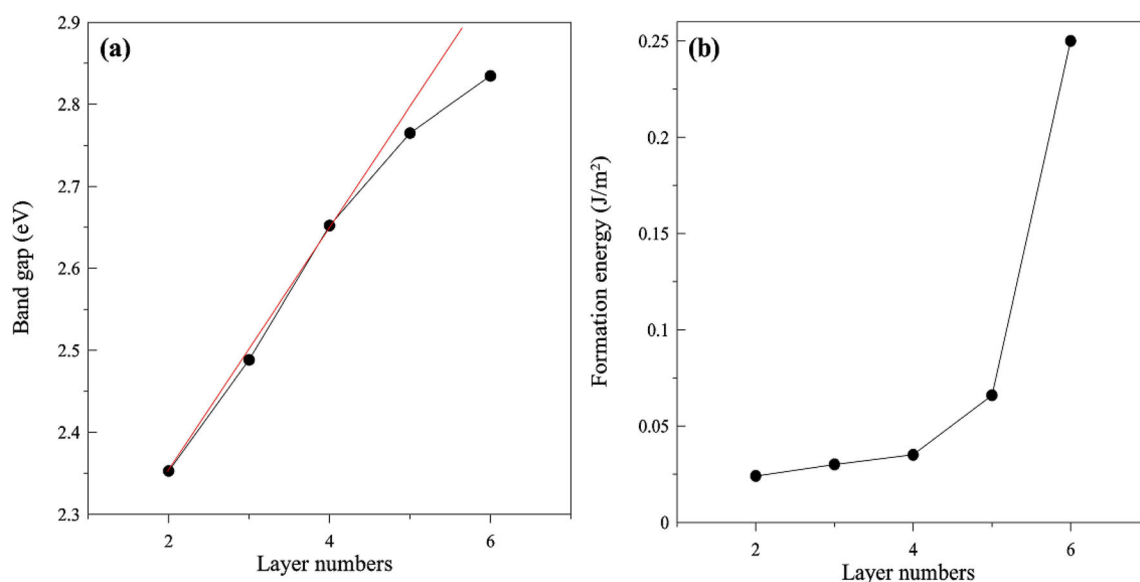 (a)
Band gap (eV)
2.9
2.8
2.7
2.6
2.5
2.4
2.3
2 4 6
Layer numbers
(b)
Formation energy (J/m²)
0.25
0.2
0.15
0.1
0.05
0
2 4 6
Layer numbers